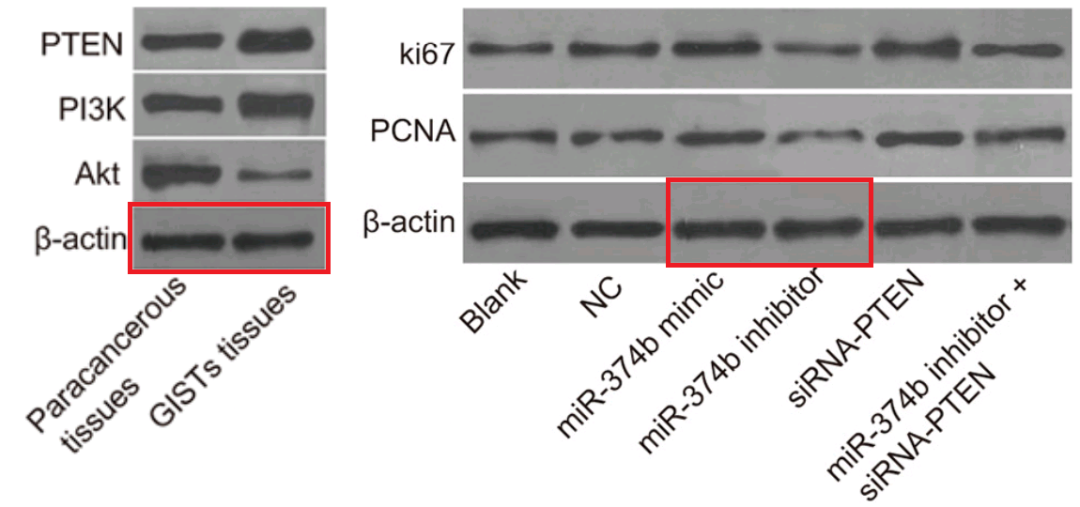 PTEN
PI3K
Akt
β-actin
Paracancerous
tissues
GISTs tissues
ki67
PCNA
β-actin
Blank
NC
miR-374b mimic
miR-374b inhibitor
siRNA-PTEN
miR-374b inhibitor +
siRNA-PTEN